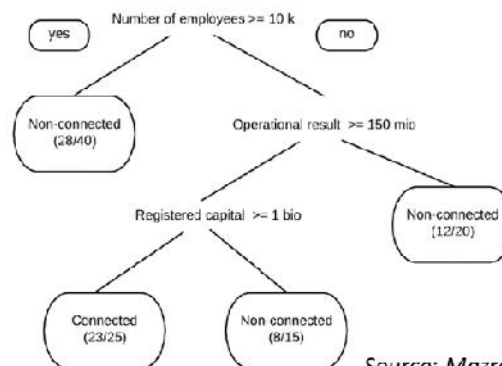 Number of employees >= 10 k
yes
no
Non-connected
(28/40)
Operational result >= 150 mio
Registered capital >= 1 bio
Non-connected
(12/20)
Connected
(23/25)
Non-connected
(8/15)
Source: